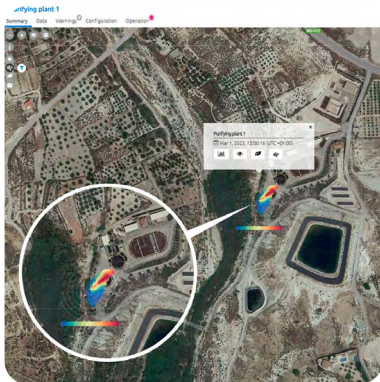 urifying plant 1
Summary Data Warnings Configuration Operation
Purifying plant 1
Mar 1, 2023, 13:00:19 (UTC +01:00)